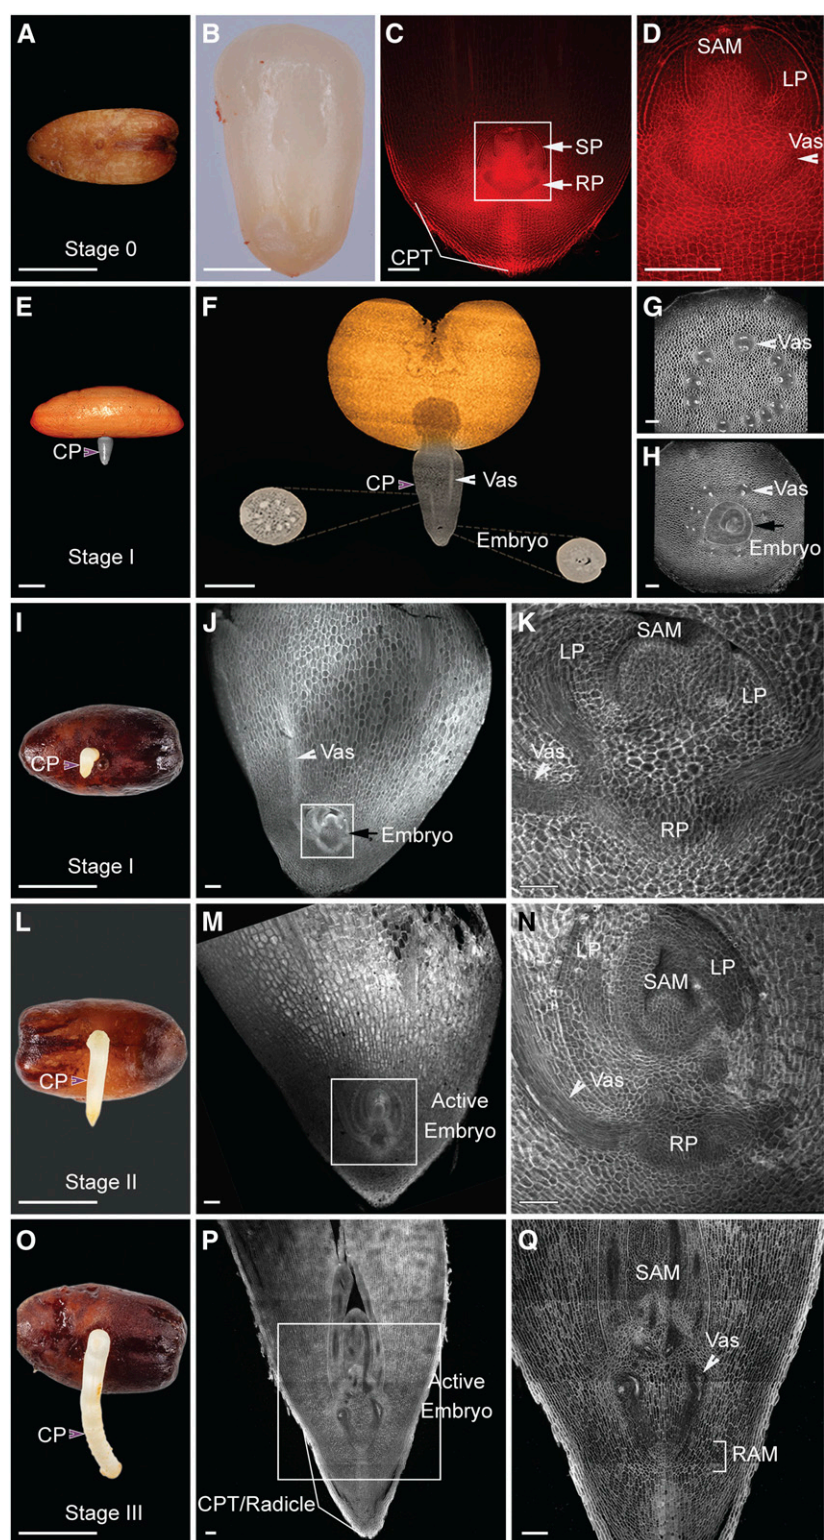 A
Stage 0
B
C
SP
RP
CPT
D
SAM
LP
Vas
E
CP
Stage I
F
CP
Vas
Embryo
G
Vas
H
Vas
Embryo
I
CP
Stage I
J
Vas
Embryo
K
SAM
LP
LP
Vas
RP
L
CP
Stage II
M
Active
Embryo
N
LP
SAM
LP
Vas
RP
O
CP
Stage III
P
Active
Embryo
CPT/Radicle
Q
SAM
Vas
RAM